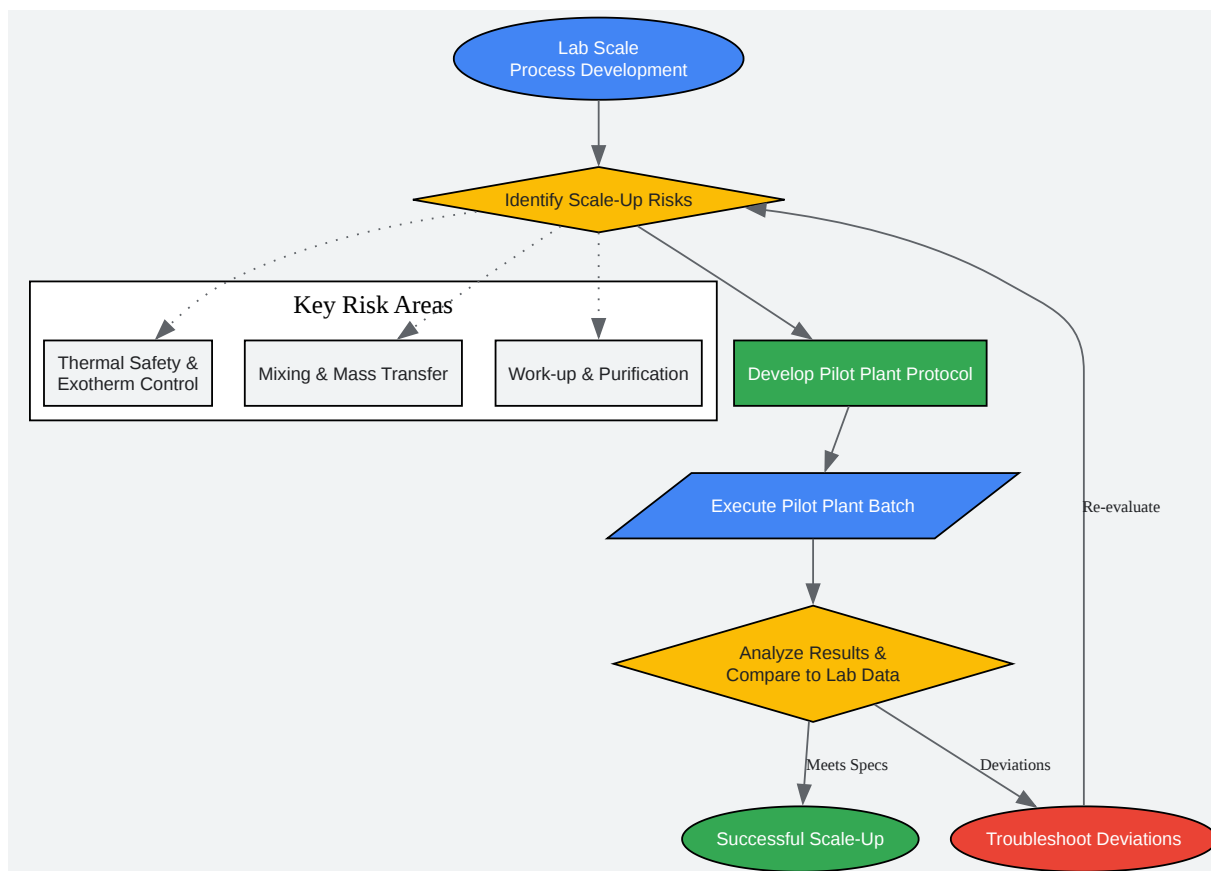 Lab Scale
Process Development
Identify Scale-Up Risks
Key Risk Areas
Thermal Safety &
Exotherm Control
Mixing & Mass Transfer
Work-up & Purification
Develop Pilot Plant Protocol
Execute Pilot Plant Batch
Re-evaluate
Analyze Results &
Compare to Lab Data
Meets Specs
Deviations
Successful Scale-Up
Troubleshoot Deviations